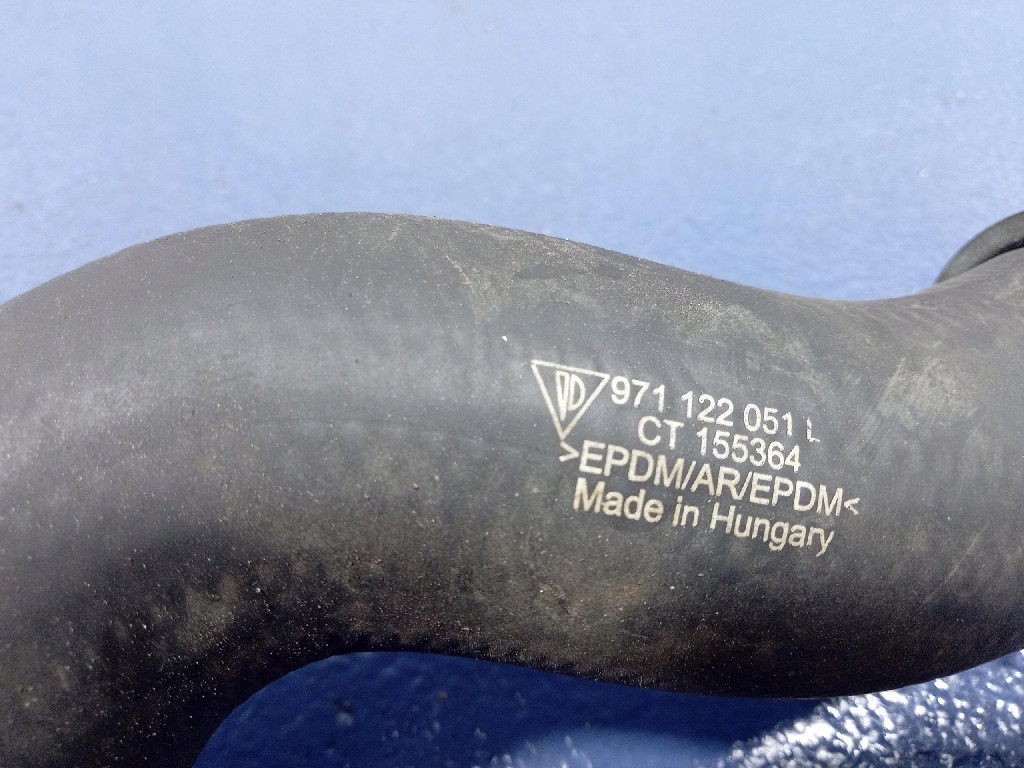 971 122 051 L
CT 155364
>EPDM/AR/EPDM<
Made in Hungary